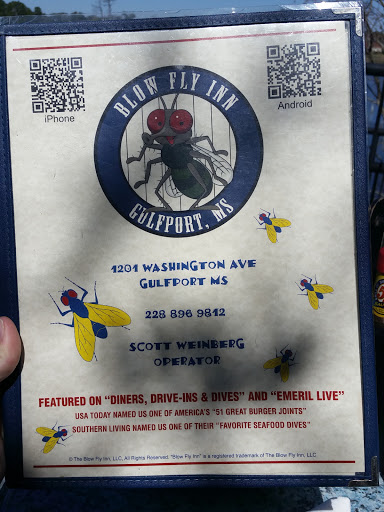 iPhone
Android
BLOW FLY INN
GULFPORT, MS
1201 WASHINGTON AVE
GULFPORT MS
228 896 9812
SCOTT WEINBERG
OPERATOR
FEATURED ON "DINERS, DRIVE-INS & DIVES" AND "EMERIL LIVE"
USA TODAY NAMED US ONE OF AMERICA'S "51 GREAT BURGER JOINTS"
SOUTHERN LIVING NAMED US ONE OF THEIR "FAVORITE SEAFOOD DIVES"
© The Blow Fly Inn, LLC, All Rights Reserved. "Blow Fly Inn" is a registered trademark of The Blow Fly Inn, LLC.